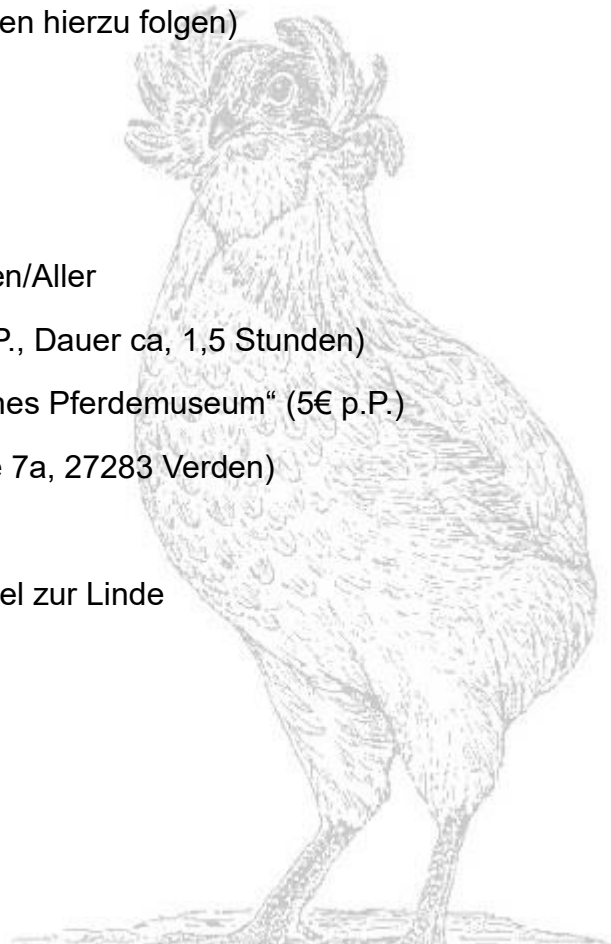 en hierzu folgen)
en/Aller
P., Dauer ca, 1,5 Stunden)
nes Pferdemuseum“ (5€ p.P.)
e 7a, 27283 Verden)
el zur Linde